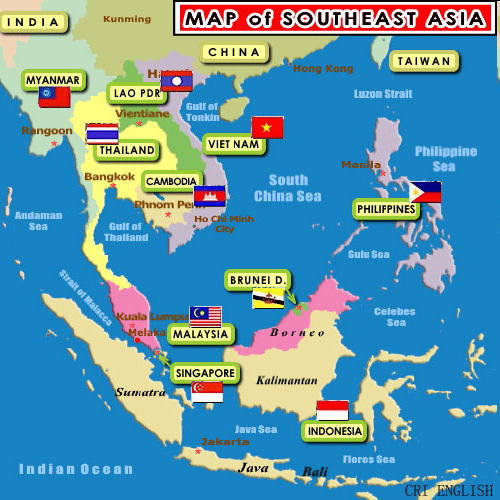 MAP of SOUTHEAST ASIA
INDIA
Kunming
CHINA
TAIWAN
Hong Kong
MYANMAR
LAO PDR
Gulf of
Tonkin
Luzon Strait
Vientiane
Rangoon
THAILAND
VIET NAM
Philippine
Sea
Manila
Bangkok
CAMBODIA
South
China Sea
Phnom Penh
PHILIPPINES
Andaman
Sea
Gulf of
Thailand
Ho Chi Minh
City
Sulu Sea
Strait of Malacca
BRUNEI D.
Kuala Lumpur
Melaka
MALAYSIA
Borneo
Celebes
Sea
SINGAPORE
Sumatra
Kalimantan
INDONESIA
Java Sea
Jakarta
Flores Sea
Indian Ocean
Java
Bali
CRI ENGLISH